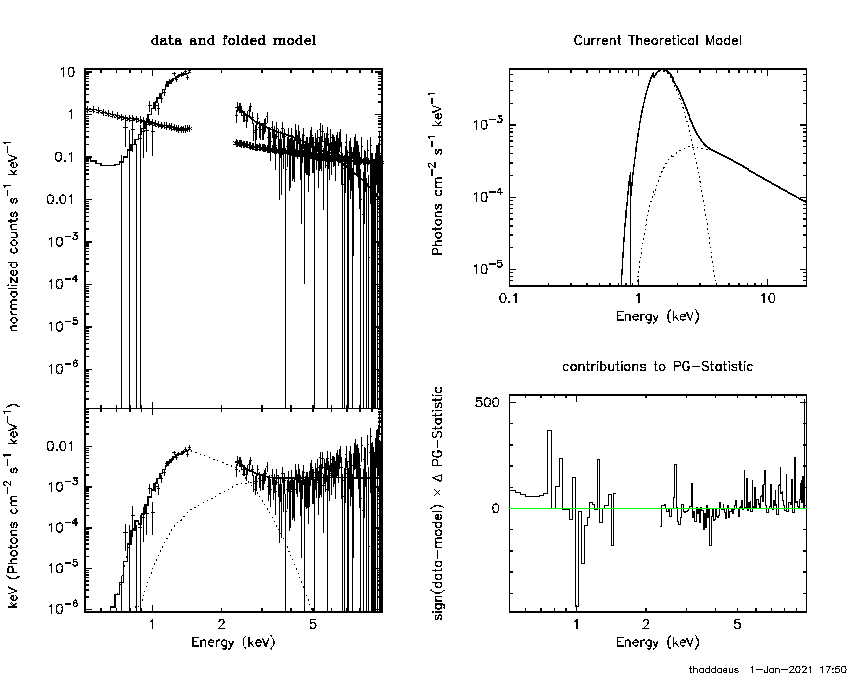 data and folded model
normalized counts s⁻¹ keV⁻¹
10
1
0.1
0.01
10⁻³
10⁻⁴
10⁻⁵
10⁻⁶
keV (Photons cm⁻² s⁻¹ keV⁻¹)
0.01
10⁻³
10⁻⁴
10⁻⁵
10⁻⁶
1 2 5
Energy (keV)
Current Theoretical Model
Photons cm⁻² s⁻¹ keV⁻¹
10⁻³
10⁻⁴
10⁻⁵
0.1 1 10
Energy (keV)
contributions to PG-Statistic
sign(data-model) × Δ PG-Statistic
500
0
1 2 5
Energy (keV)
thaddaeus 1-Jan-2021 17:50